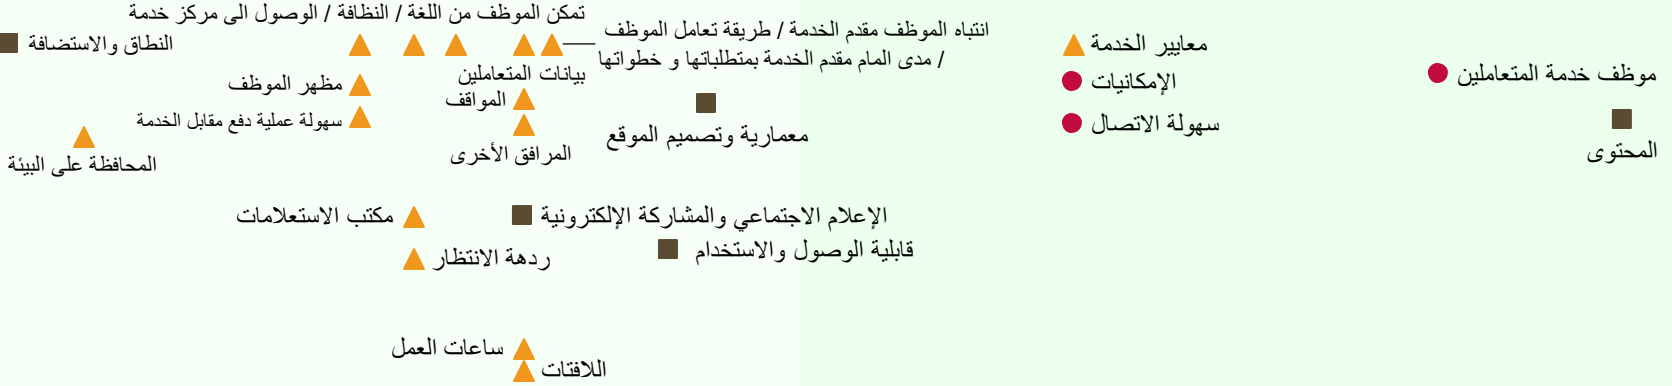 تمكن الموظف من اللغة / النظافة / الوصول الى مركز خدمة
انتباه الموظف مقدم الخدمة / طريقة تعامل الموظف
/ مدى المام مقدم الخدمة بمتطلباتها و خطواتها
معايير الخدمة
النطاق والاستضافة
موظف خدمة المتعاملين
بيانات المتعاملين
الإمكانيات
مظهر الموظف
المواقف
سهولة عملية دفع مقابل الخدمة
سهولة الاتصال
معمارية وتصميم الموقع
المحتوى
المرافق الأخرى
المحافظة على البيئة
الإعلام الاجتماعي والمشاركة الإلكترونية
مكتب الاستعلامات
قابلية الوصول والاستخدام
ردهة الانتظار
ساعات العمل
اللافتات